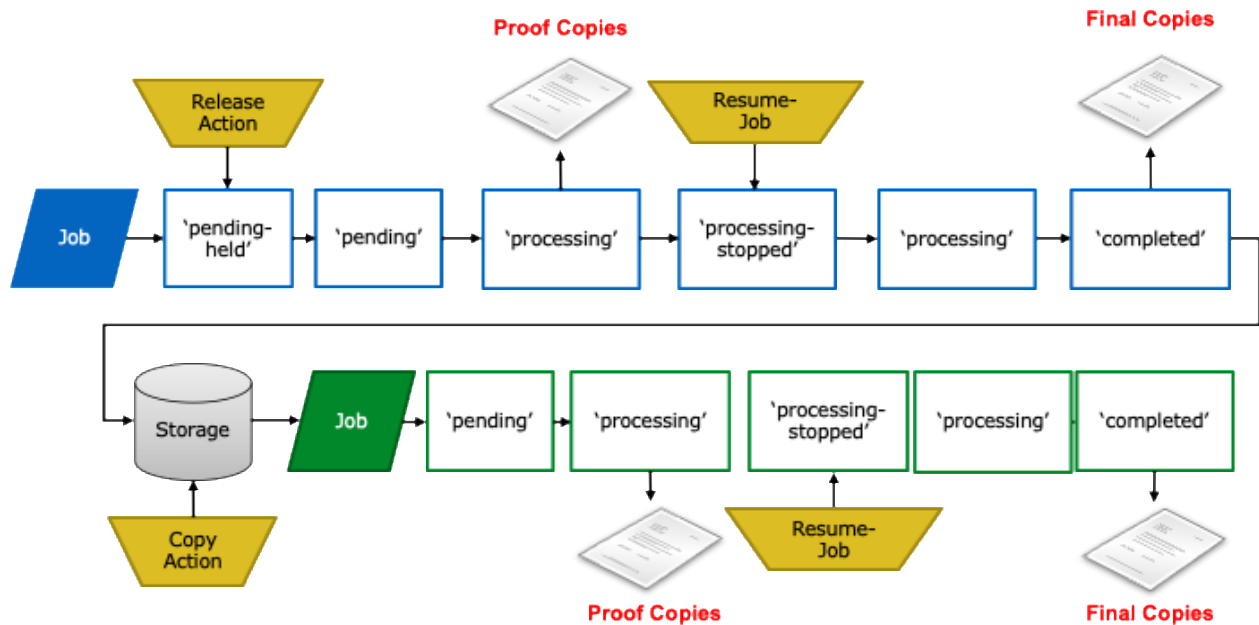 Proof Copies
Final Copies
Release
Action
Resume-
Job
Job
‘pending-
held’
‘pending’
‘processing’
‘processing-
stopped’
‘processing’
‘completed’
Storage
Job
‘pending’
‘processing’
‘processing-
stopped’
‘processing’
‘completed’
Copy
Action
Resume-
Job
Proof Copies
Final Copies